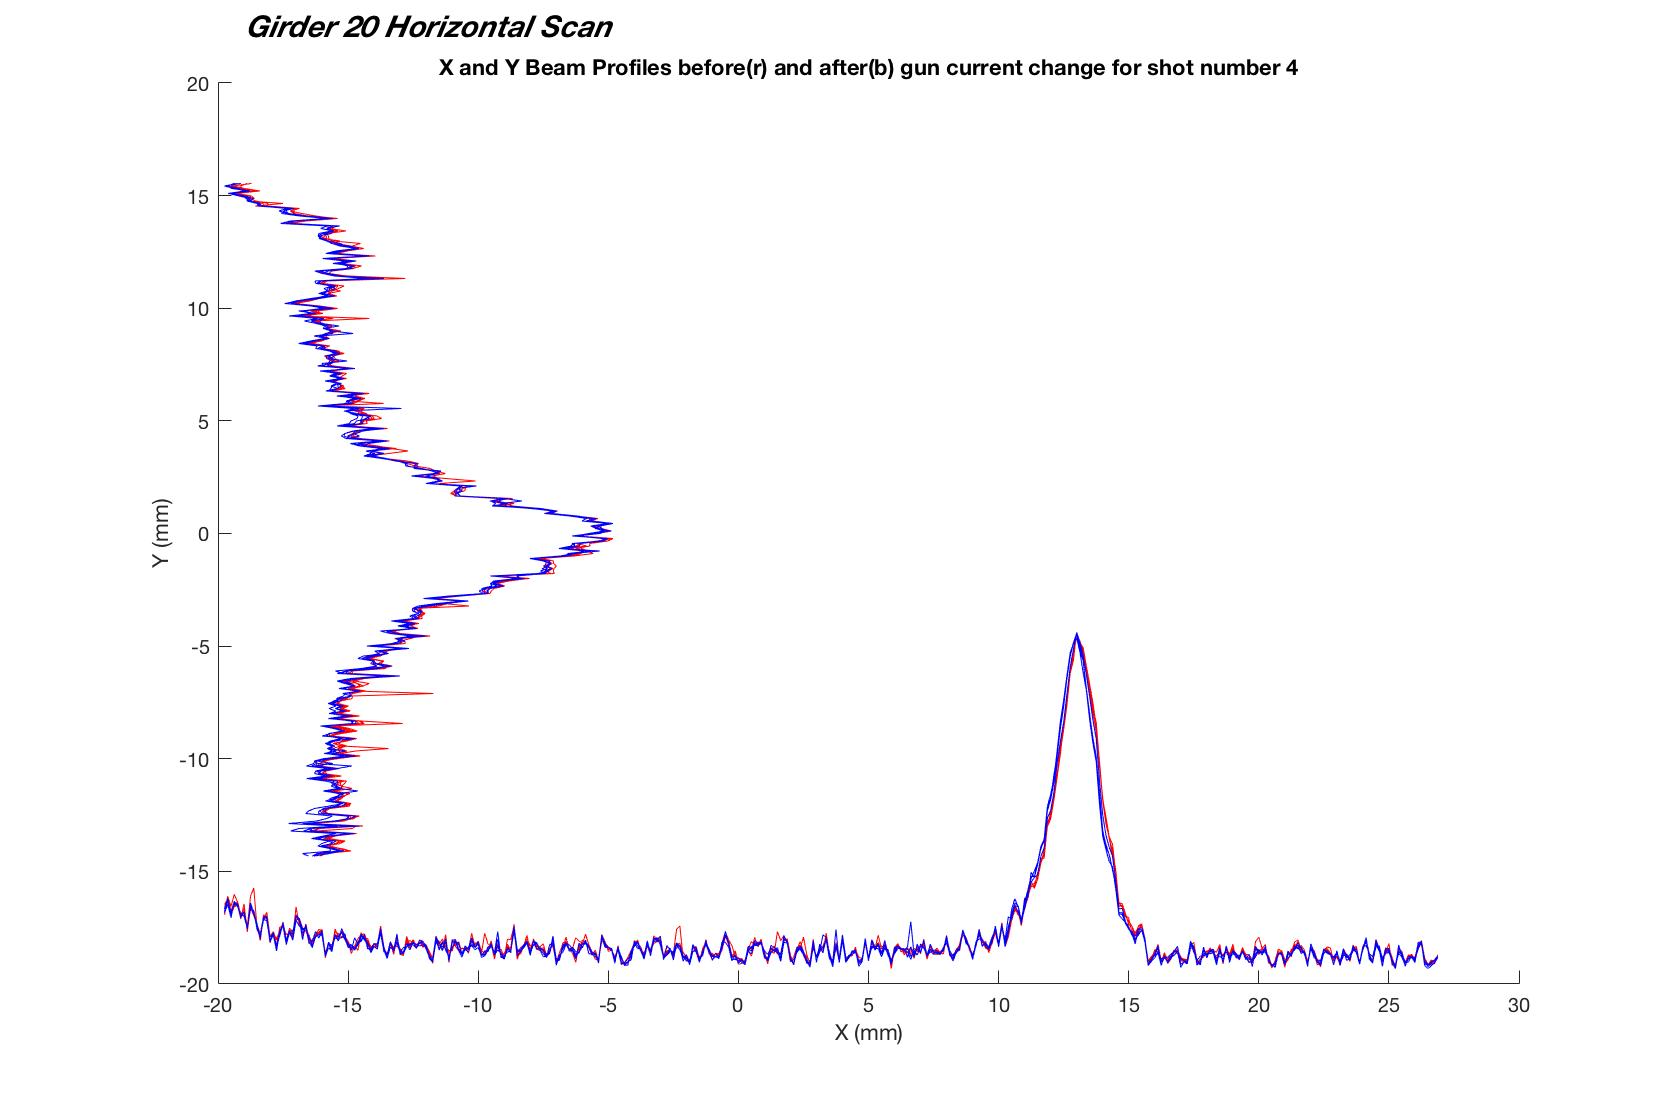 Girder 20 Horizontal Scan
X and Y Beam Profiles before(r) and after(b) gun current change for shot number 4
20
15
10
5
0
-5
-10
-15
-20
Y (mm)
-20 -15 -10 -5 0 5 10 15 20 25 30
X (mm)